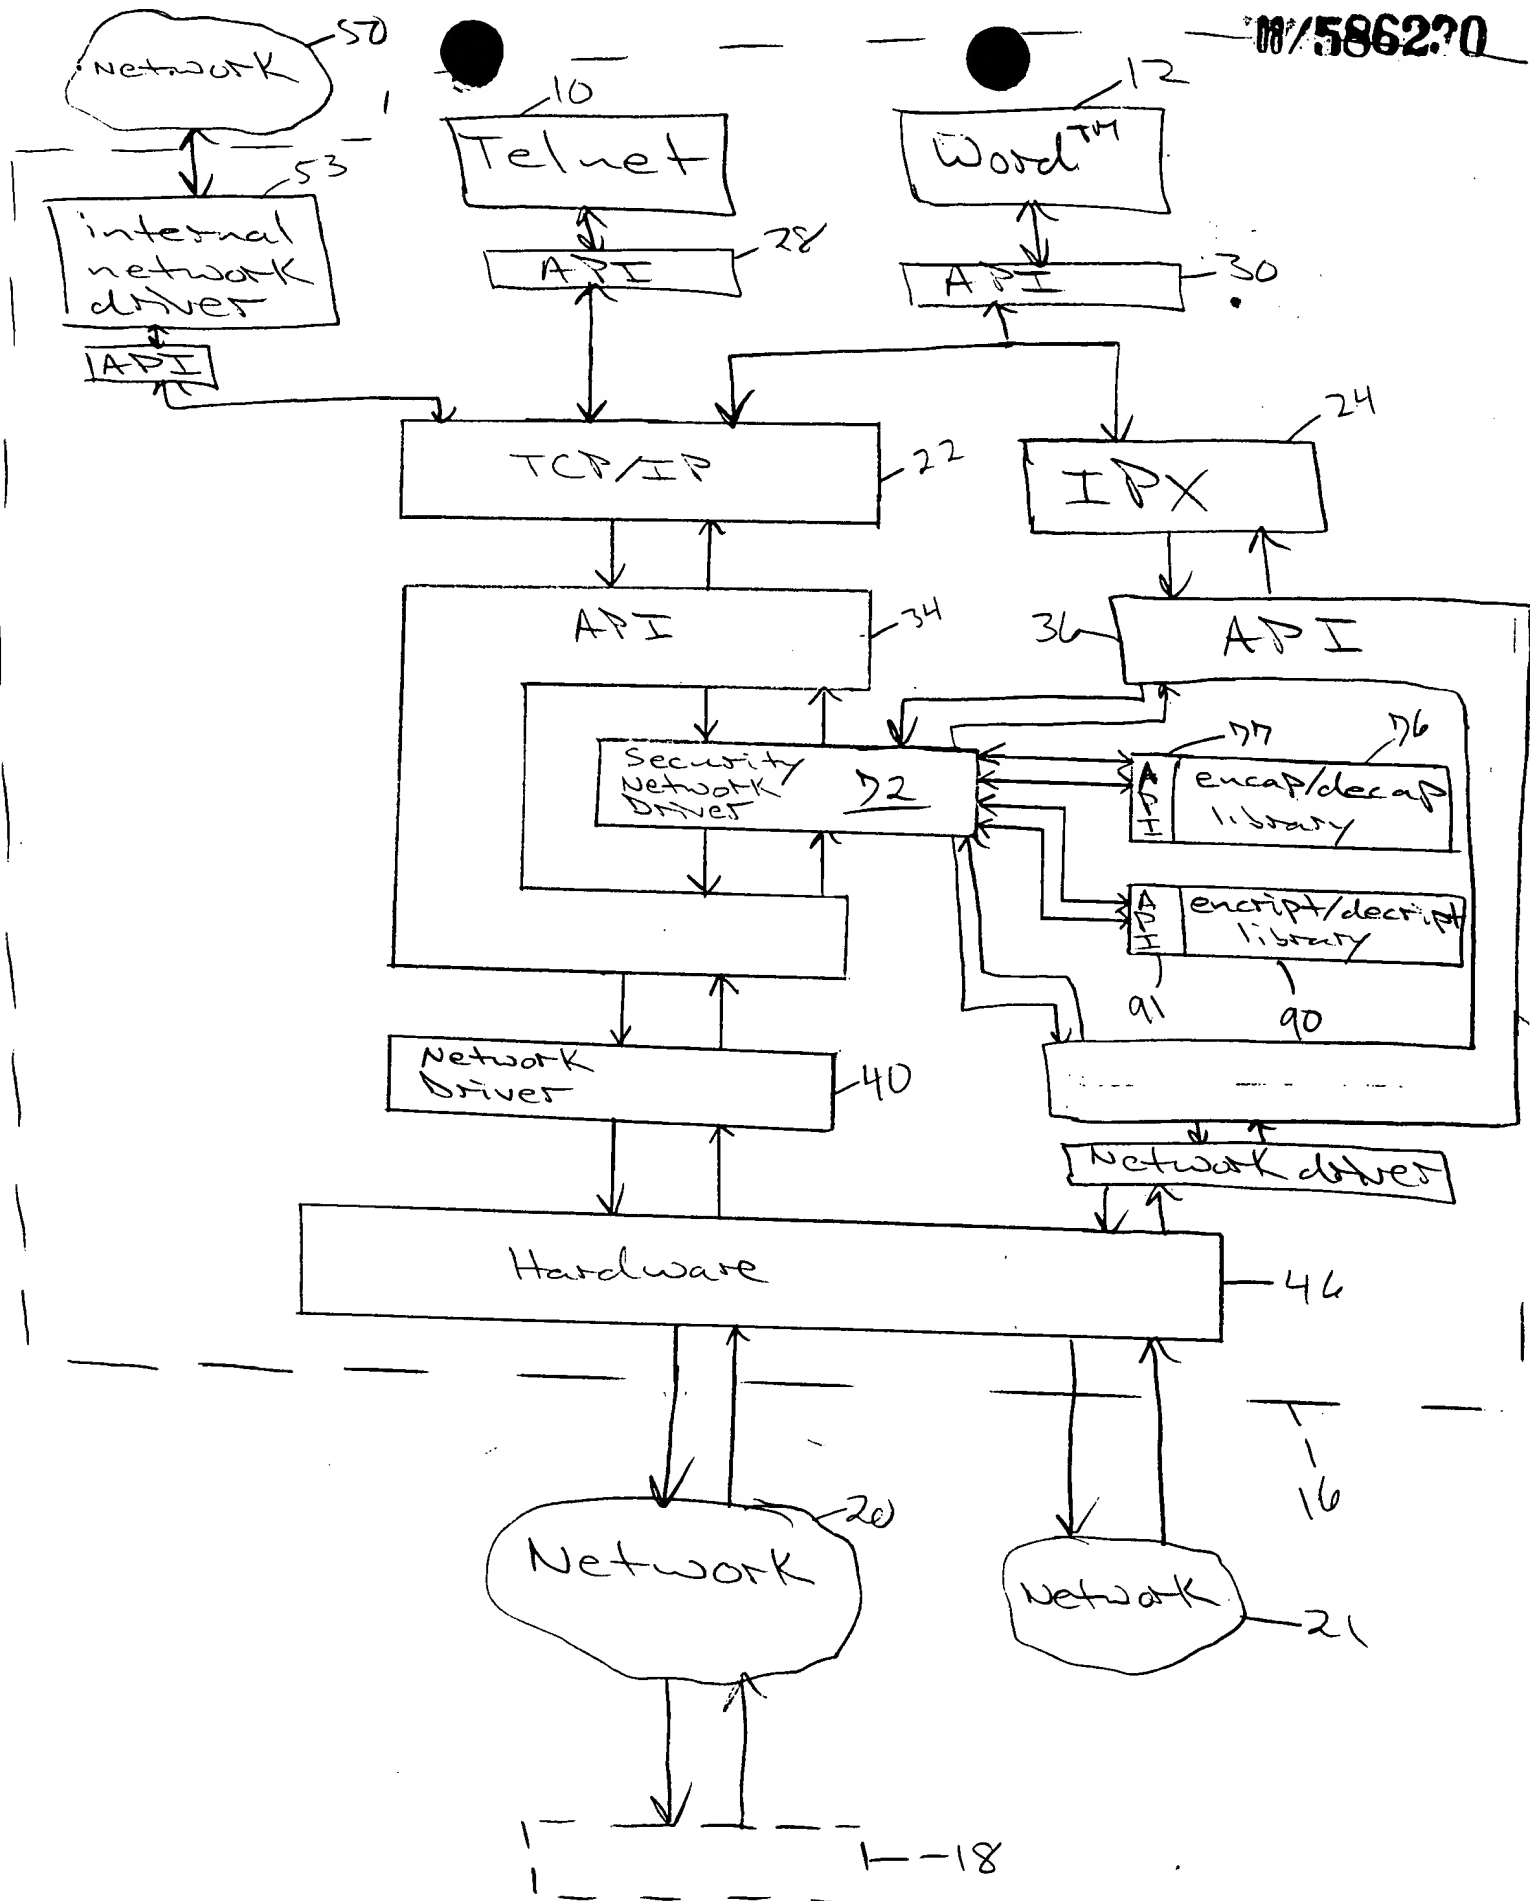 50
Network
10
12
Telnet
Word™
53
internal
network
driver
28
API
30
API
API
24
TCP/IP
22
IPX
API
34
36
API
77
76
Security
Network
Driver
72
API
encap/decap
library
API
encript/decript
library
91
90
Network
Driver
40
Network driver
Hardware
46
16
20
Network
Network
21
18